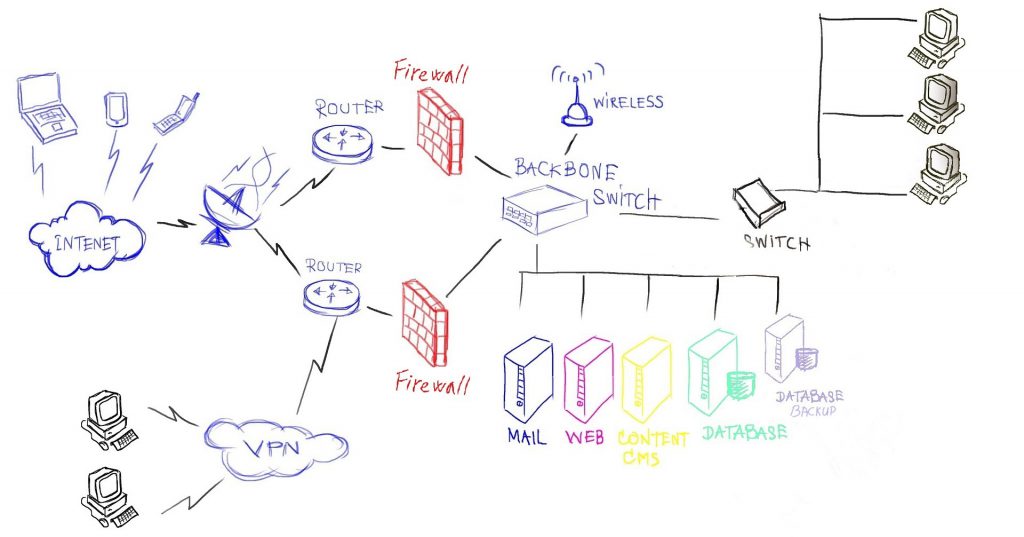 Firewall
ROUTER
WiRELESS
BACKBONE
SWiTCH
iNTENET
SWiTCH
ROUTER
Firewall
MAiL
WEB
CONTENT
CMS
DATABASE
DATABASE
BACKUP
VPN